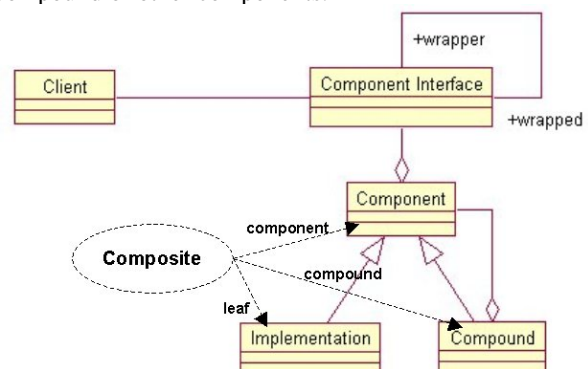 +wrapper
Client
Component Interface
+wrapped
Component
component
Composite
compound
leaf
Implementation
Compound